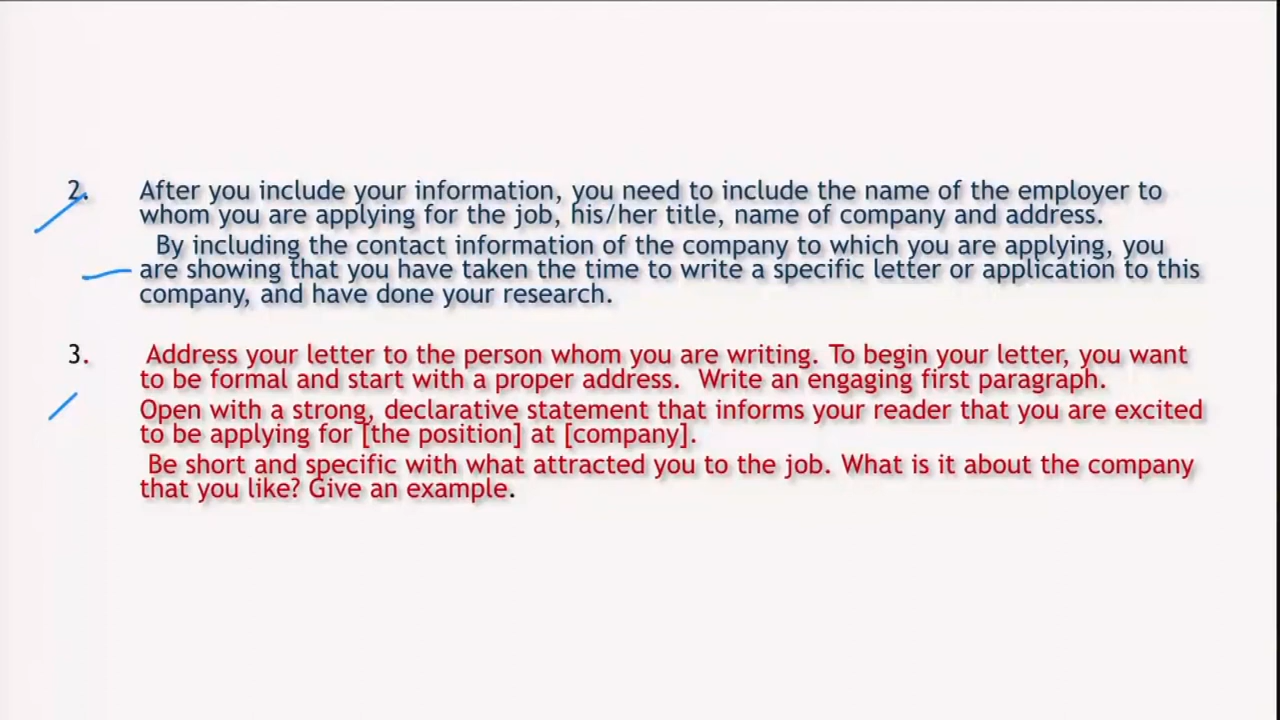 2. After you include your information, you need to include the name of the employer to
whom you are applying for the job, his/her title, name of company and address.
By including the contact information of the company to which you are applying, you
are showing that you have taken the time to write a specific letter or application to this
company, and have done your research.
3. Address your letter to the person whom you are writing. To begin your letter, you want
to be formal and start with a proper address. Write an engaging first paragraph.
Open with a strong, declarative statement that informs your reader that you are excited
to be applying for [the position] at [company].
Be short and specific with what attracted you to the job. What is it about the company
that you like? Give an example.